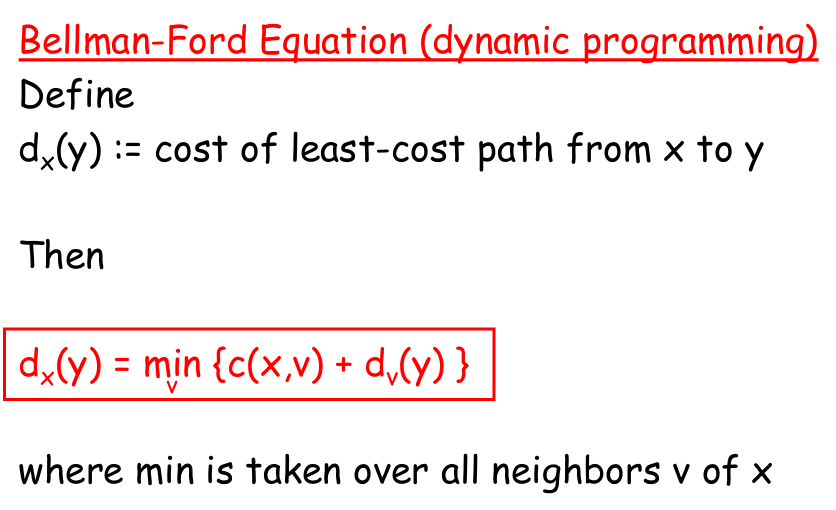 Bellman-Ford Equation (dynamic programming)
Define
dₓ(y) := cost of least-cost path from x to y
Then
dₓ(y) = min {c(x,v) + dᵥ(y) }
v
where min is taken over all neighbors v of x